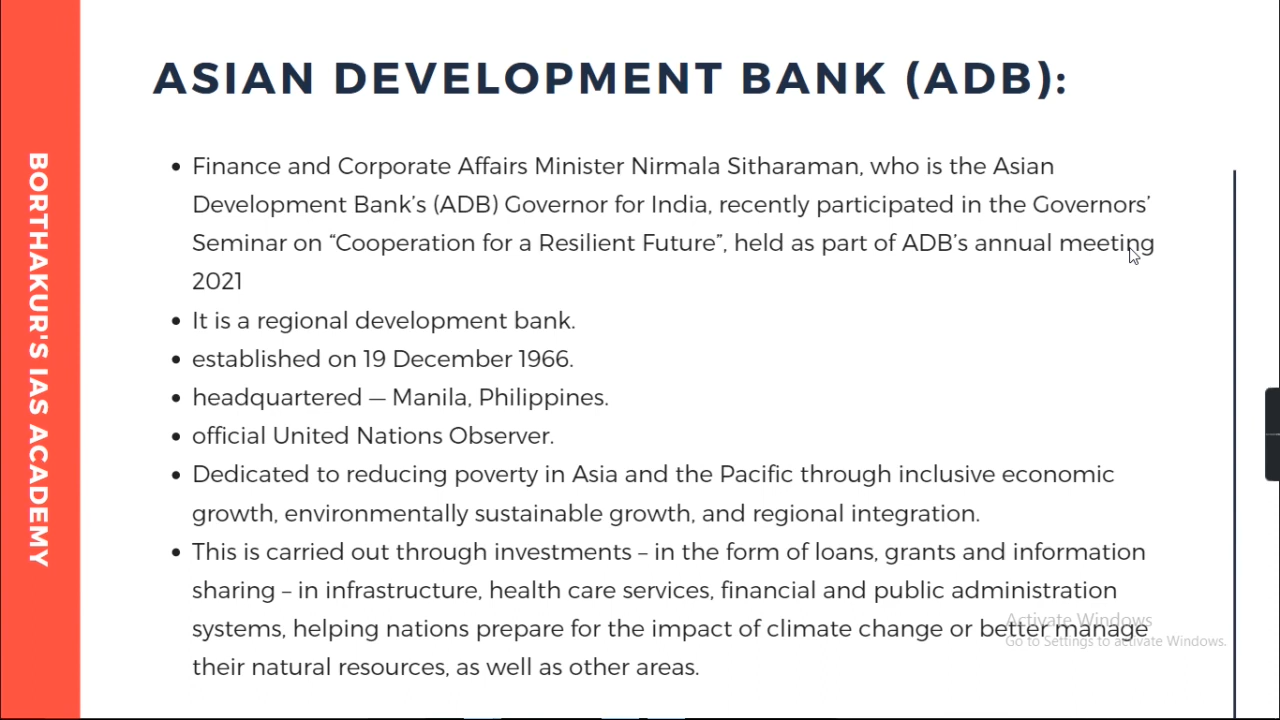 BORTHAKUR'S IAS ACADEMY
ASIAN DEVELOPMENT BANK (ADB):
• Finance and Corporate Affairs Minister Nirmala Sitharaman, who is the Asian
Development Bank’s (ADB) Governor for India, recently participated in the Governors’
Seminar on “Cooperation for a Resilient Future”, held as part of ADB’s annual meeting
2021
• It is a regional development bank.
• established on 19 December 1966.
• headquartered — Manila, Philippines.
• official United Nations Observer.
• Dedicated to reducing poverty in Asia and the Pacific through inclusive economic
growth, environmentally sustainable growth, and regional integration.
• This is carried out through investments – in the form of loans, grants and information
sharing – in infrastructure, health care services, financial and public administration
systems, helping nations prepare for the impact of climate change or better manage
their natural resources, as well as other areas.
Activate Windows
Go to Settings to activate Windows.